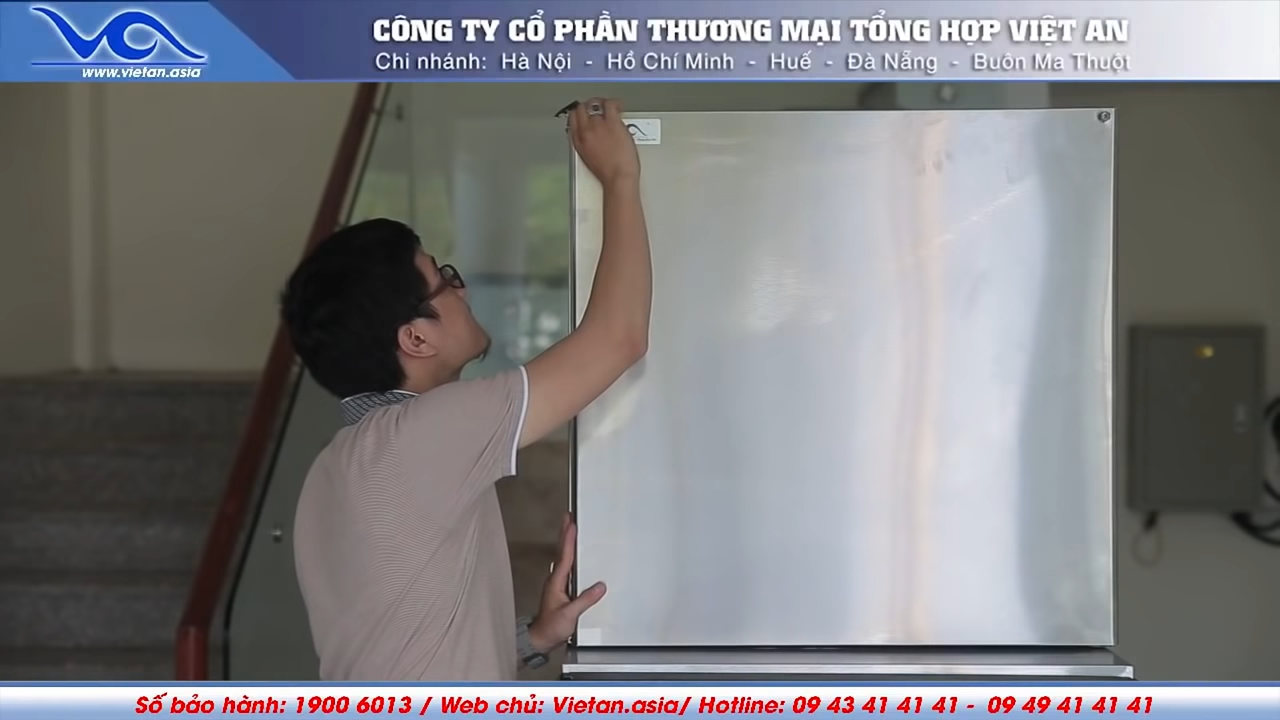 VCA
CÔNG TY CỔ PHẦN THƯƠNG MẠI TỔNG HỢP VIỆT AN
www.vietan.asia
Chi nhánh: Hà Nội - Hồ Chí Minh - Huế - Đà Nẵng - Buôn Ma Thuột
Số bảo hành: 1900 6013 / Web chủ: Vietan.asia/ Hotline: 09 43 41 41 41 - 09 49 41 41 41